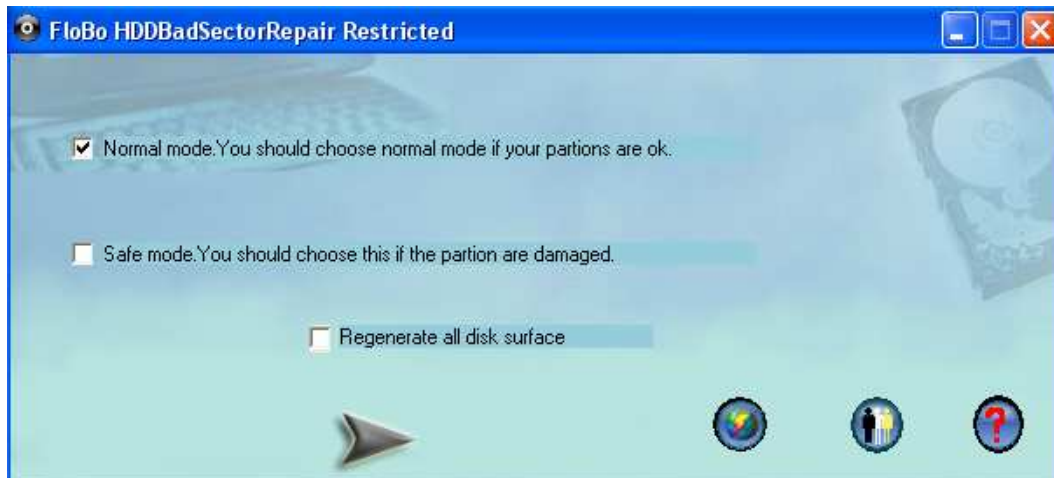 FloBo HDDBadSectorRepair Restricted
Normal mode.You should choose normal mode if your partions are ok.
Safe mode.You should choose this if the partion are damaged.
Regenerate all disk surface
?